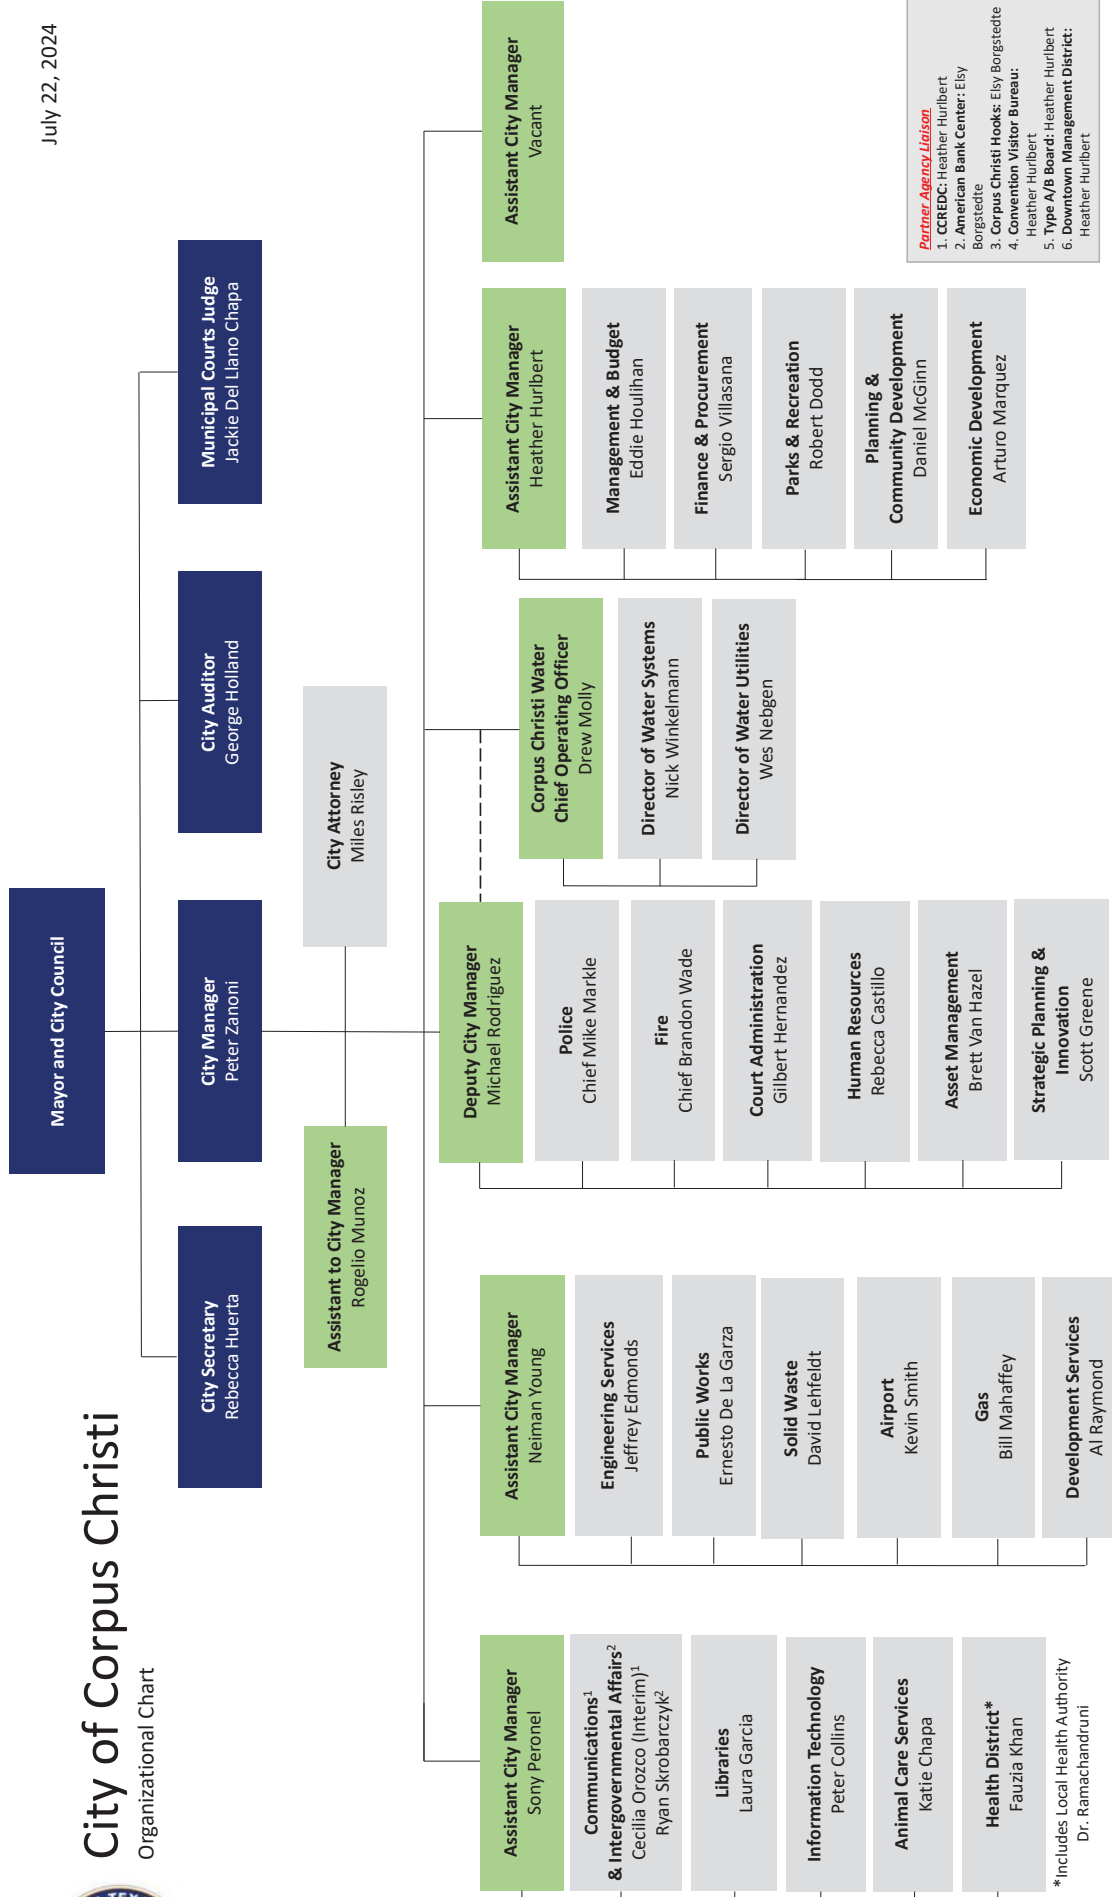 City of Corpus Christi
Organizational Chart
July 22, 2024
TEX
Mayor and City Council
City Secretary
Rebecca Huerta
City Manager
Peter Zanoni
City Auditor
George Holland
Municipal Courts Judge
Jackie Del Llano Chapa
Assistant to City Manager
Rogelio Munoz
City Attorney
Miles Risley
Assistant City Manager
Sony Peronel
Communications¹
& Intergovernmental Affairs²
Cecilia Orozco (Interim)¹
Ryan Skrobarczyk²
Libraries
Laura Garcia
Information Technology
Peter Collins
Animal Care Services
Katie Chapa
Health District*
Fauzia Khan
*Includes Local Health Authority
Dr. Ramachandruni
Assistant City Manager
Neiman Young
Engineering Services
Jeffrey Edmonds
Public Works
Ernesto De La Garza
Solid Waste
David Lehfeldt
Airport
Kevin Smith
Gas
Bill Mahaffey
Development Services
Al Raymond
Deputy City Manager
Michael Rodriguez
Police
Chief Mike Markle
Fire
Chief Brandon Wade
Court Administration
Gilbert Hernandez
Human Resources
Rebecca Castillo
Asset Management
Brett Van Hazel
Strategic Planning &
Innovation
Scott Greene
Corpus Christi Water
Chief Operating Officer
Drew Molly
Director of Water Systems
Nick Winkelmann
Director of Water Utilities
Wes Nebgen
Assistant City Manager
Heather Hurlbert
Management & Budget
Eddie Houlihan
Finance & Procurement
Sergio Villasana
Parks & Recreation
Robert Dodd
Planning &
Community Development
Daniel McGinn
Economic Development
Arturo Marquez
Assistant City Manager
Vacant
Partner Agency Liaison
1. CCREDC: Heather Hurlbert
2. American Bank Center: Elsy
Borgstedte
3. Corpus Christi Hooks: Elsy Borgstedte
4. Convention Visitor Bureau:
Heather Hurlbert
5. Type A/B Board: Heather Hurlbert
6. Downtown Management District:
Heather Hurlbert